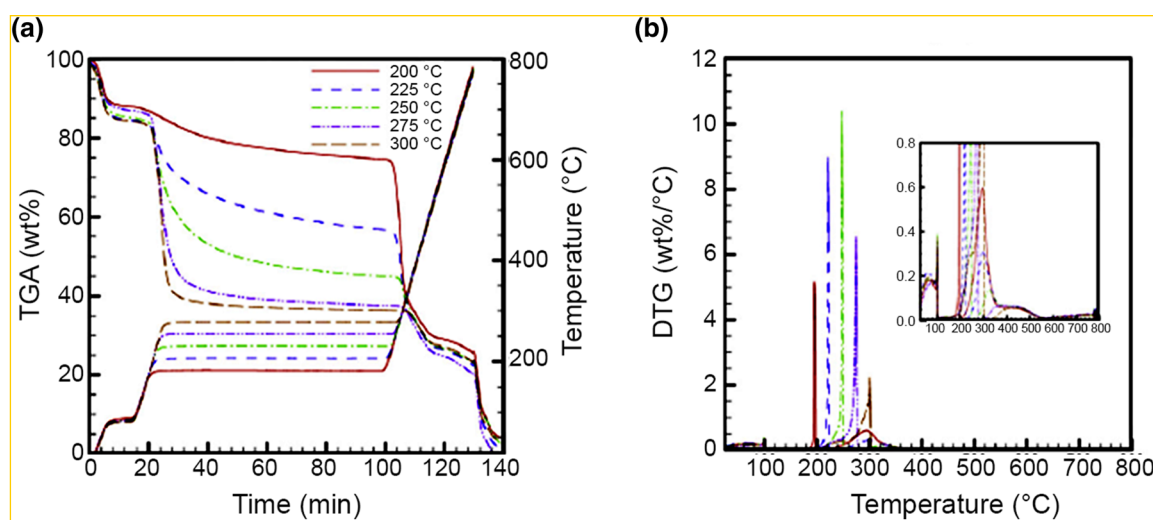 (a)
100
80
60
40
20
0
TGA (wt%)
200 °C
225 °C
250 °C
275 °C
300 °C
800
600
400
200
0
Temperature (°C)
0 20 40 60 80 100 120 140
Time (min)
(b)
12
10
8
6
4
2
0
DTG (wt%/°C)
0.8
0.6
0.4
0.2
0.0
100 200 300 400 500 600 700 800
100 200 300 400 500 600 700 800
Temperature (°C)